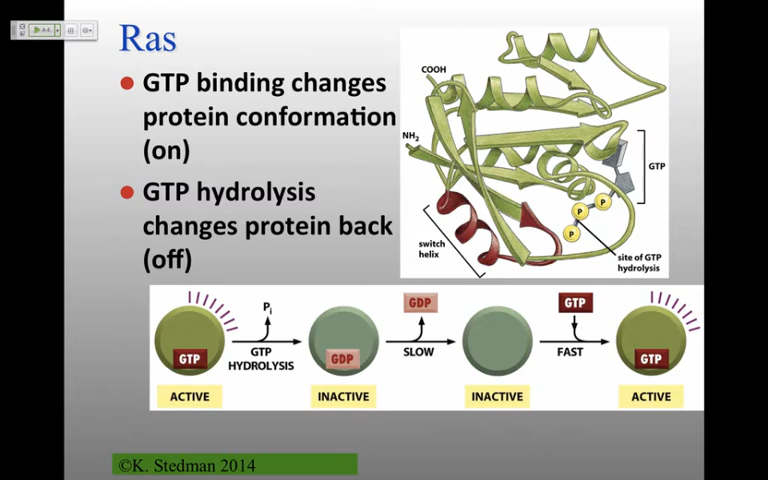 Ras
GTP binding changes
protein conformation
(on)
GTP hydrolysis
changes protein back
(off)
COOH
NH2
GTP
P
P
P
switch
helix
site of GTP
hydrolysis
Pi
GDP
GTP
GTP
GTP
HYDROLYSIS
GDP
SLOW
FAST
GTP
ACTIVE
INACTIVE
INACTIVE
ACTIVE
©K. Stedman 2014